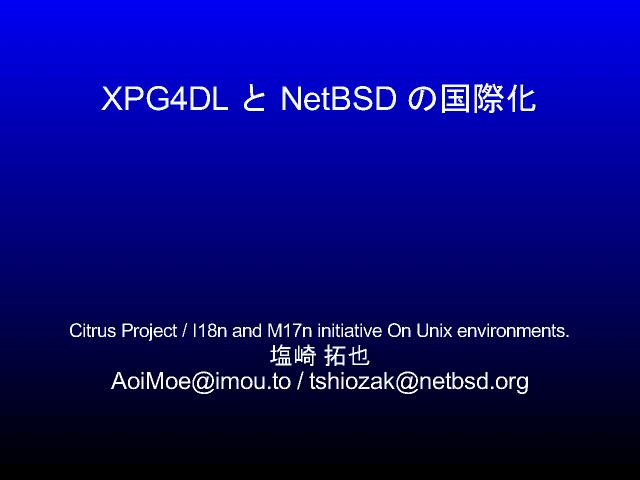 XPG4DL と NetBSD の国際化
Citrus Project / I18n and M17n initiative On Unix environments.
塩崎 拓也
AoiMoe@imou.to / tshiozak@netbsd.org